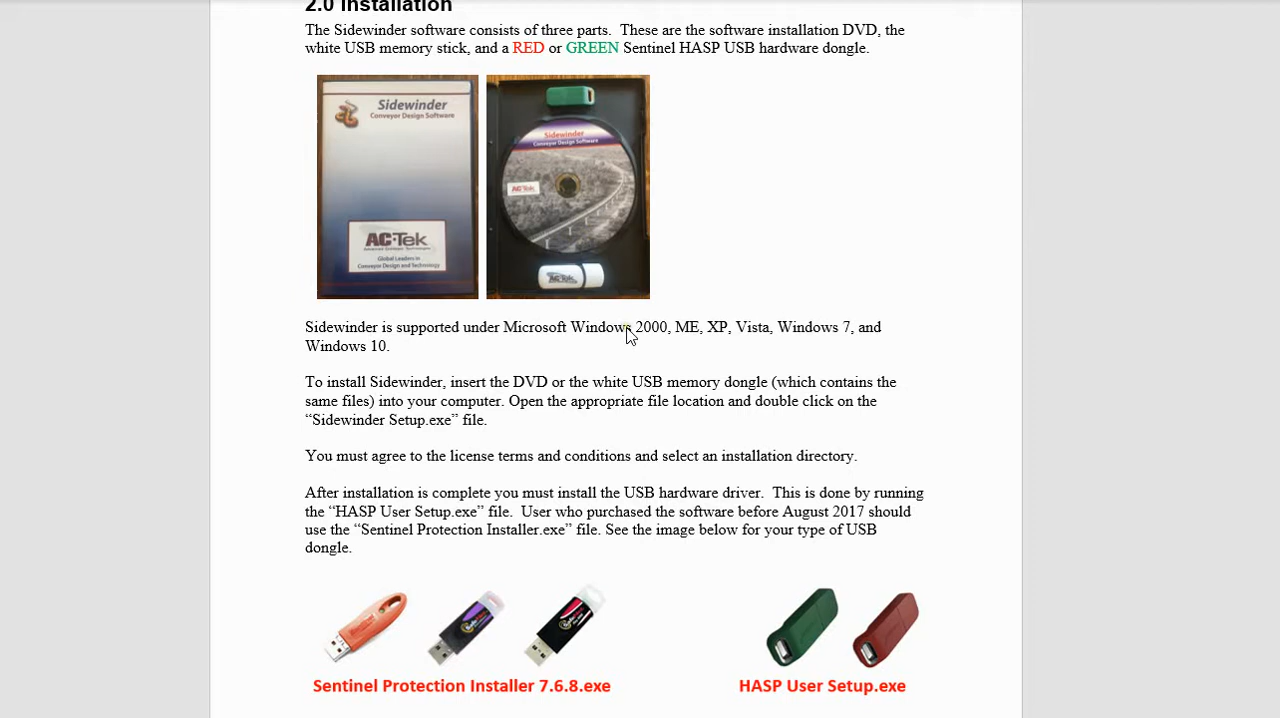 2.0 Installation
The Sidewinder software consists of three parts. These are the software installation DVD, the
white USB memory stick, and a RED or GREEN Sentinel HASP USB hardware dongle.
Sidewinder
Conveyor Design Software
AC-Tek
Global Leaders in
Conveyor Design and Technology
Sidewinder
Conveyor Design Software
AC-Tek
AC-Tek
Sidewinder is supported under Microsoft Windows 2000, ME, XP, Vista, Windows 7, and
Windows 10.
To install Sidewinder, insert the DVD or the white USB memory dongle (which contains the
same files) into your computer. Open the appropriate file location and double click on the
“Sidewinder Setup.exe” file.
You must agree to the license terms and conditions and select an installation directory.
After installation is complete you must install the USB hardware driver. This is done by running
the “HASP User Setup.exe” file. User who purchased the software before August 2017 should
use the “Sentinel Protection Installer.exe” file. See the image below for your type of USB
dongle.
Sentinel Protection Installer 7.6.8.exe
HASP User Setup.exe